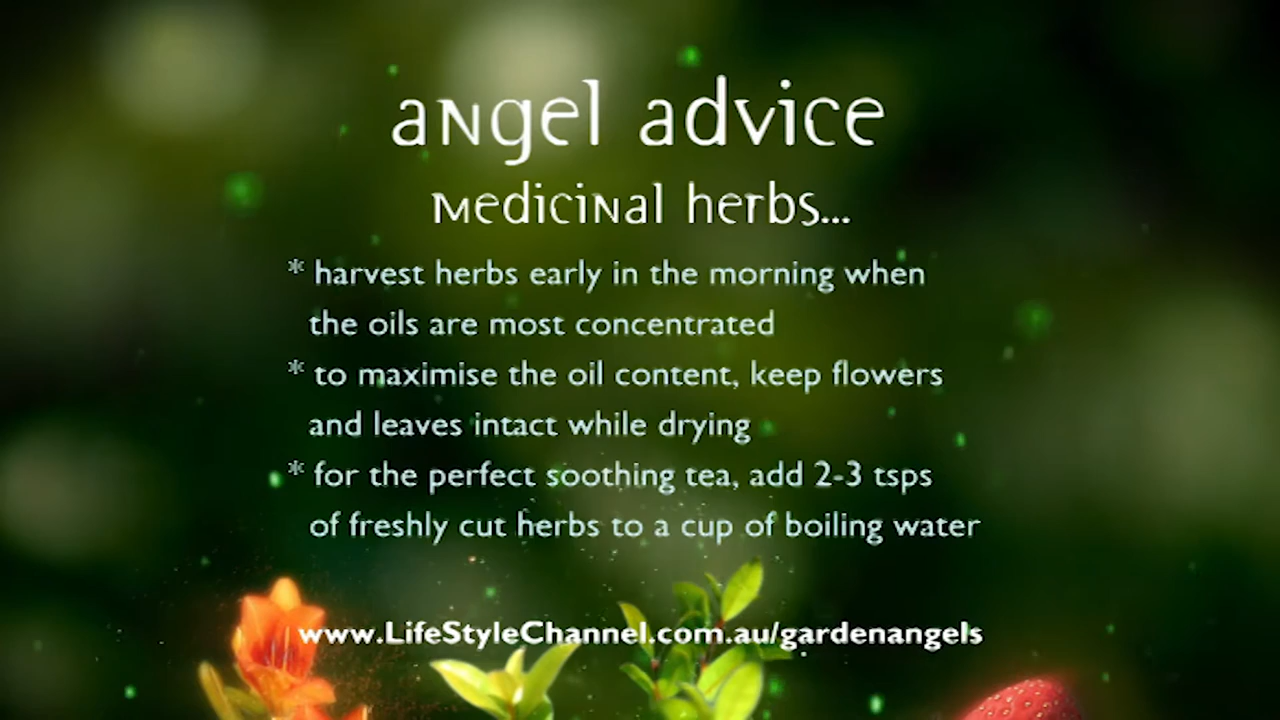 angel advice
medicinal herbs...
* harvest herbs early in the morning when
the oils are most concentrated
* to maximise the oil content, keep flowers
and leaves intact while drying
* for the perfect soothing tea, add 2-3 tsps
of freshly cut herbs to a cup of boiling water
www.LifeStyleChannel.com.au/gardenangels